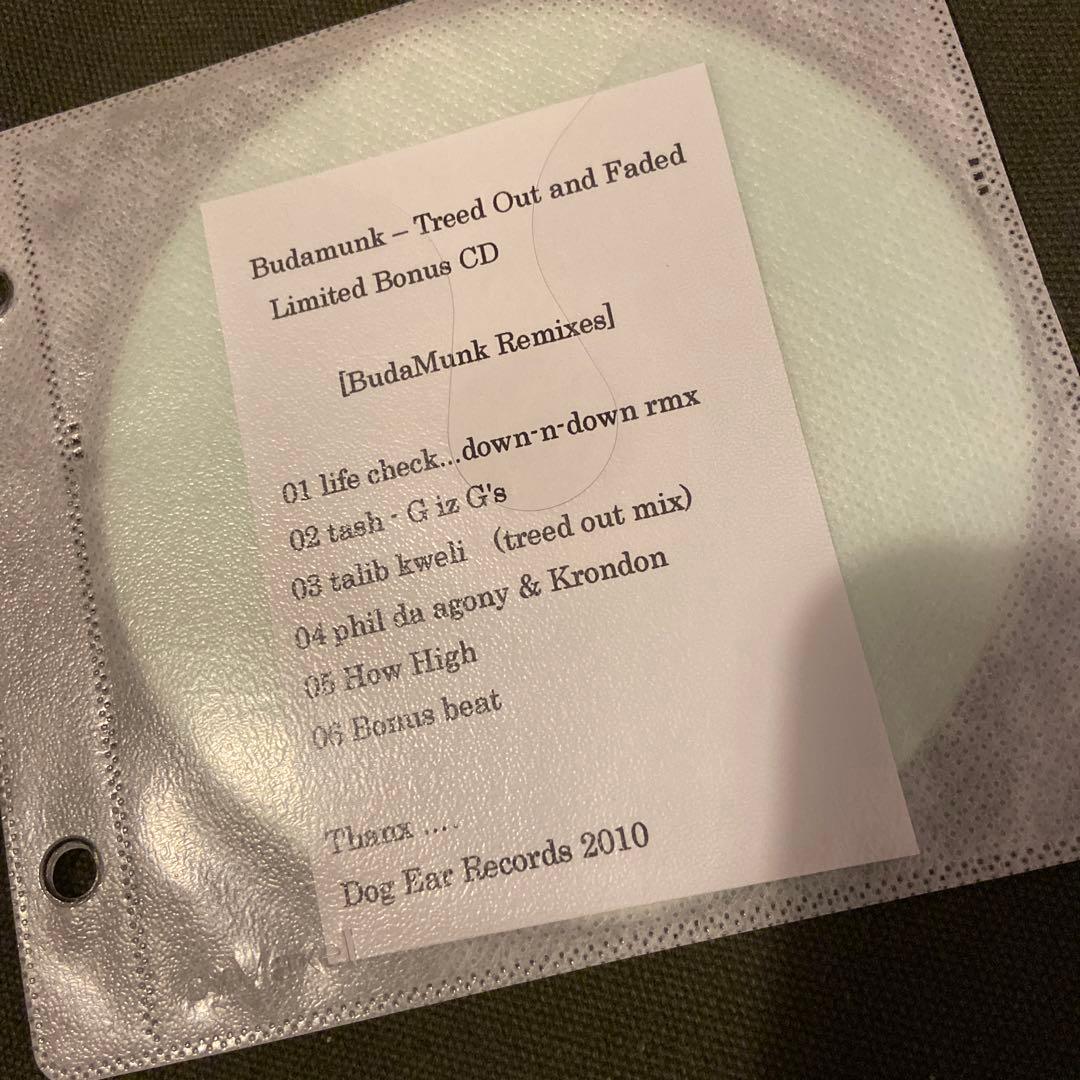 Budamunk – Treed Out and Faded
Limited Bonus CD
[BudaMunk Remixes]
01 life check...down-n-down rmx
02 tash - G iz G's
03 talib kweli (treed out mix)
04 phil da agony & Krondon
05 How High
06 Bonus beat
Thanx ....
Dog Ear Records 2010